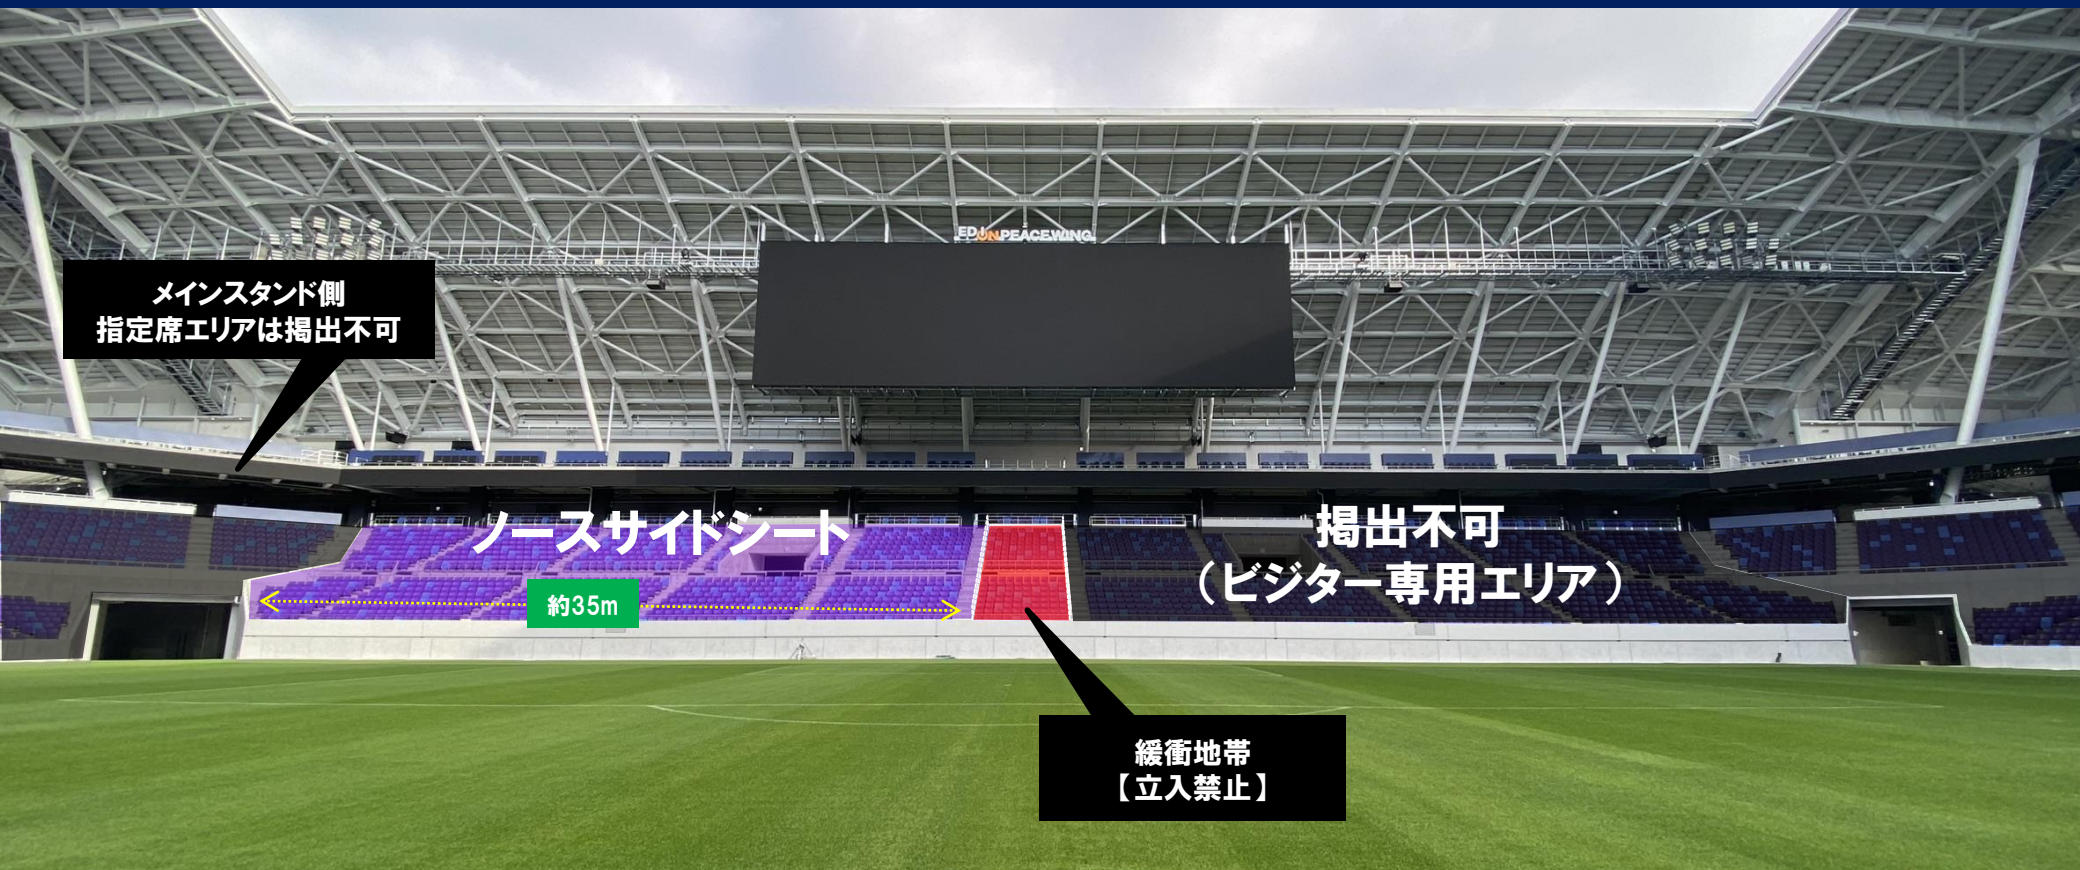 EDION PEACE WING
メインスタンド側
指定席エリアは掲出不可
ノースサイドシート
掲出不可
（ビジター専用エリア）
約35m
緩衝地帯
【立入禁止】